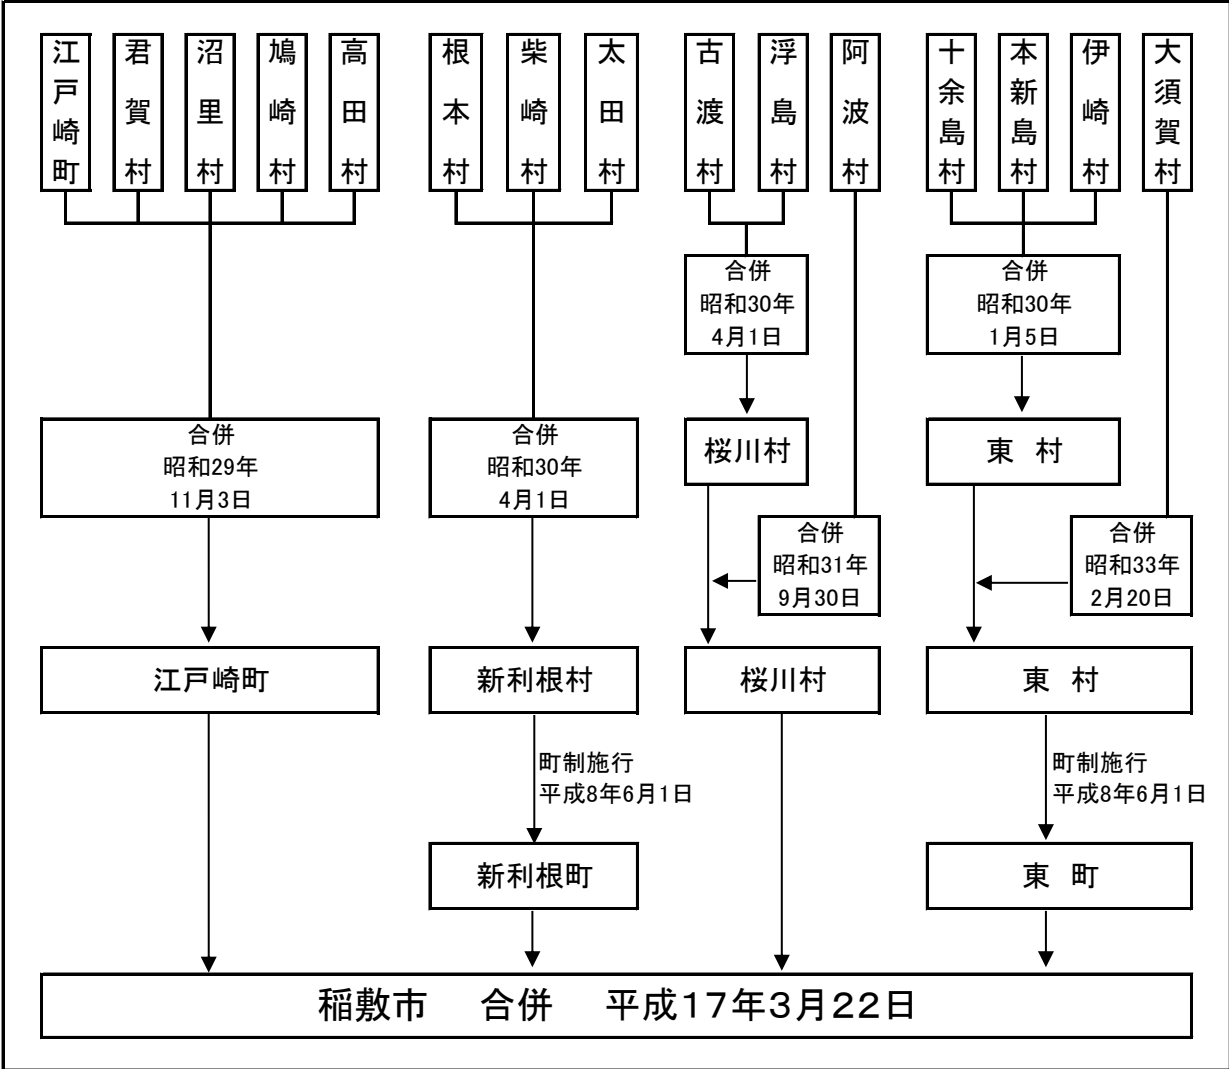 江戸崎町
君賀村
沼里村
鳩崎村
高田村
根本村
柴崎村
太田村
古渡村
浮島村
阿波村
十余島村
本新島村
伊崎村
大須賀村
合併
昭和30年
4月1日
合併
昭和30年
1月5日
合併
昭和29年
11月3日
合併
昭和30年
4月1日
桜川村
東 村
合併
昭和31年
9月30日
合併
昭和33年
2月20日
江戸崎町
新利根村
桜川村
東 村
町制施行
平成8年6月1日
町制施行
平成8年6月1日
新利根町
東 町
稲敷市 合併 平成17年3月22日